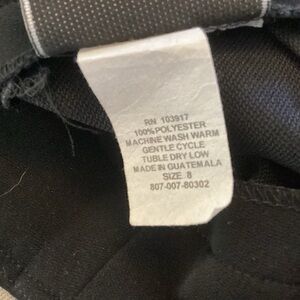 RN 103917
100%POLYESTER
MACHINE WASH WARM
GENTLE CYCLE
TUBLE DRY LOW
MADE IN GUATEMALA
SIZE 8
807-007-80302